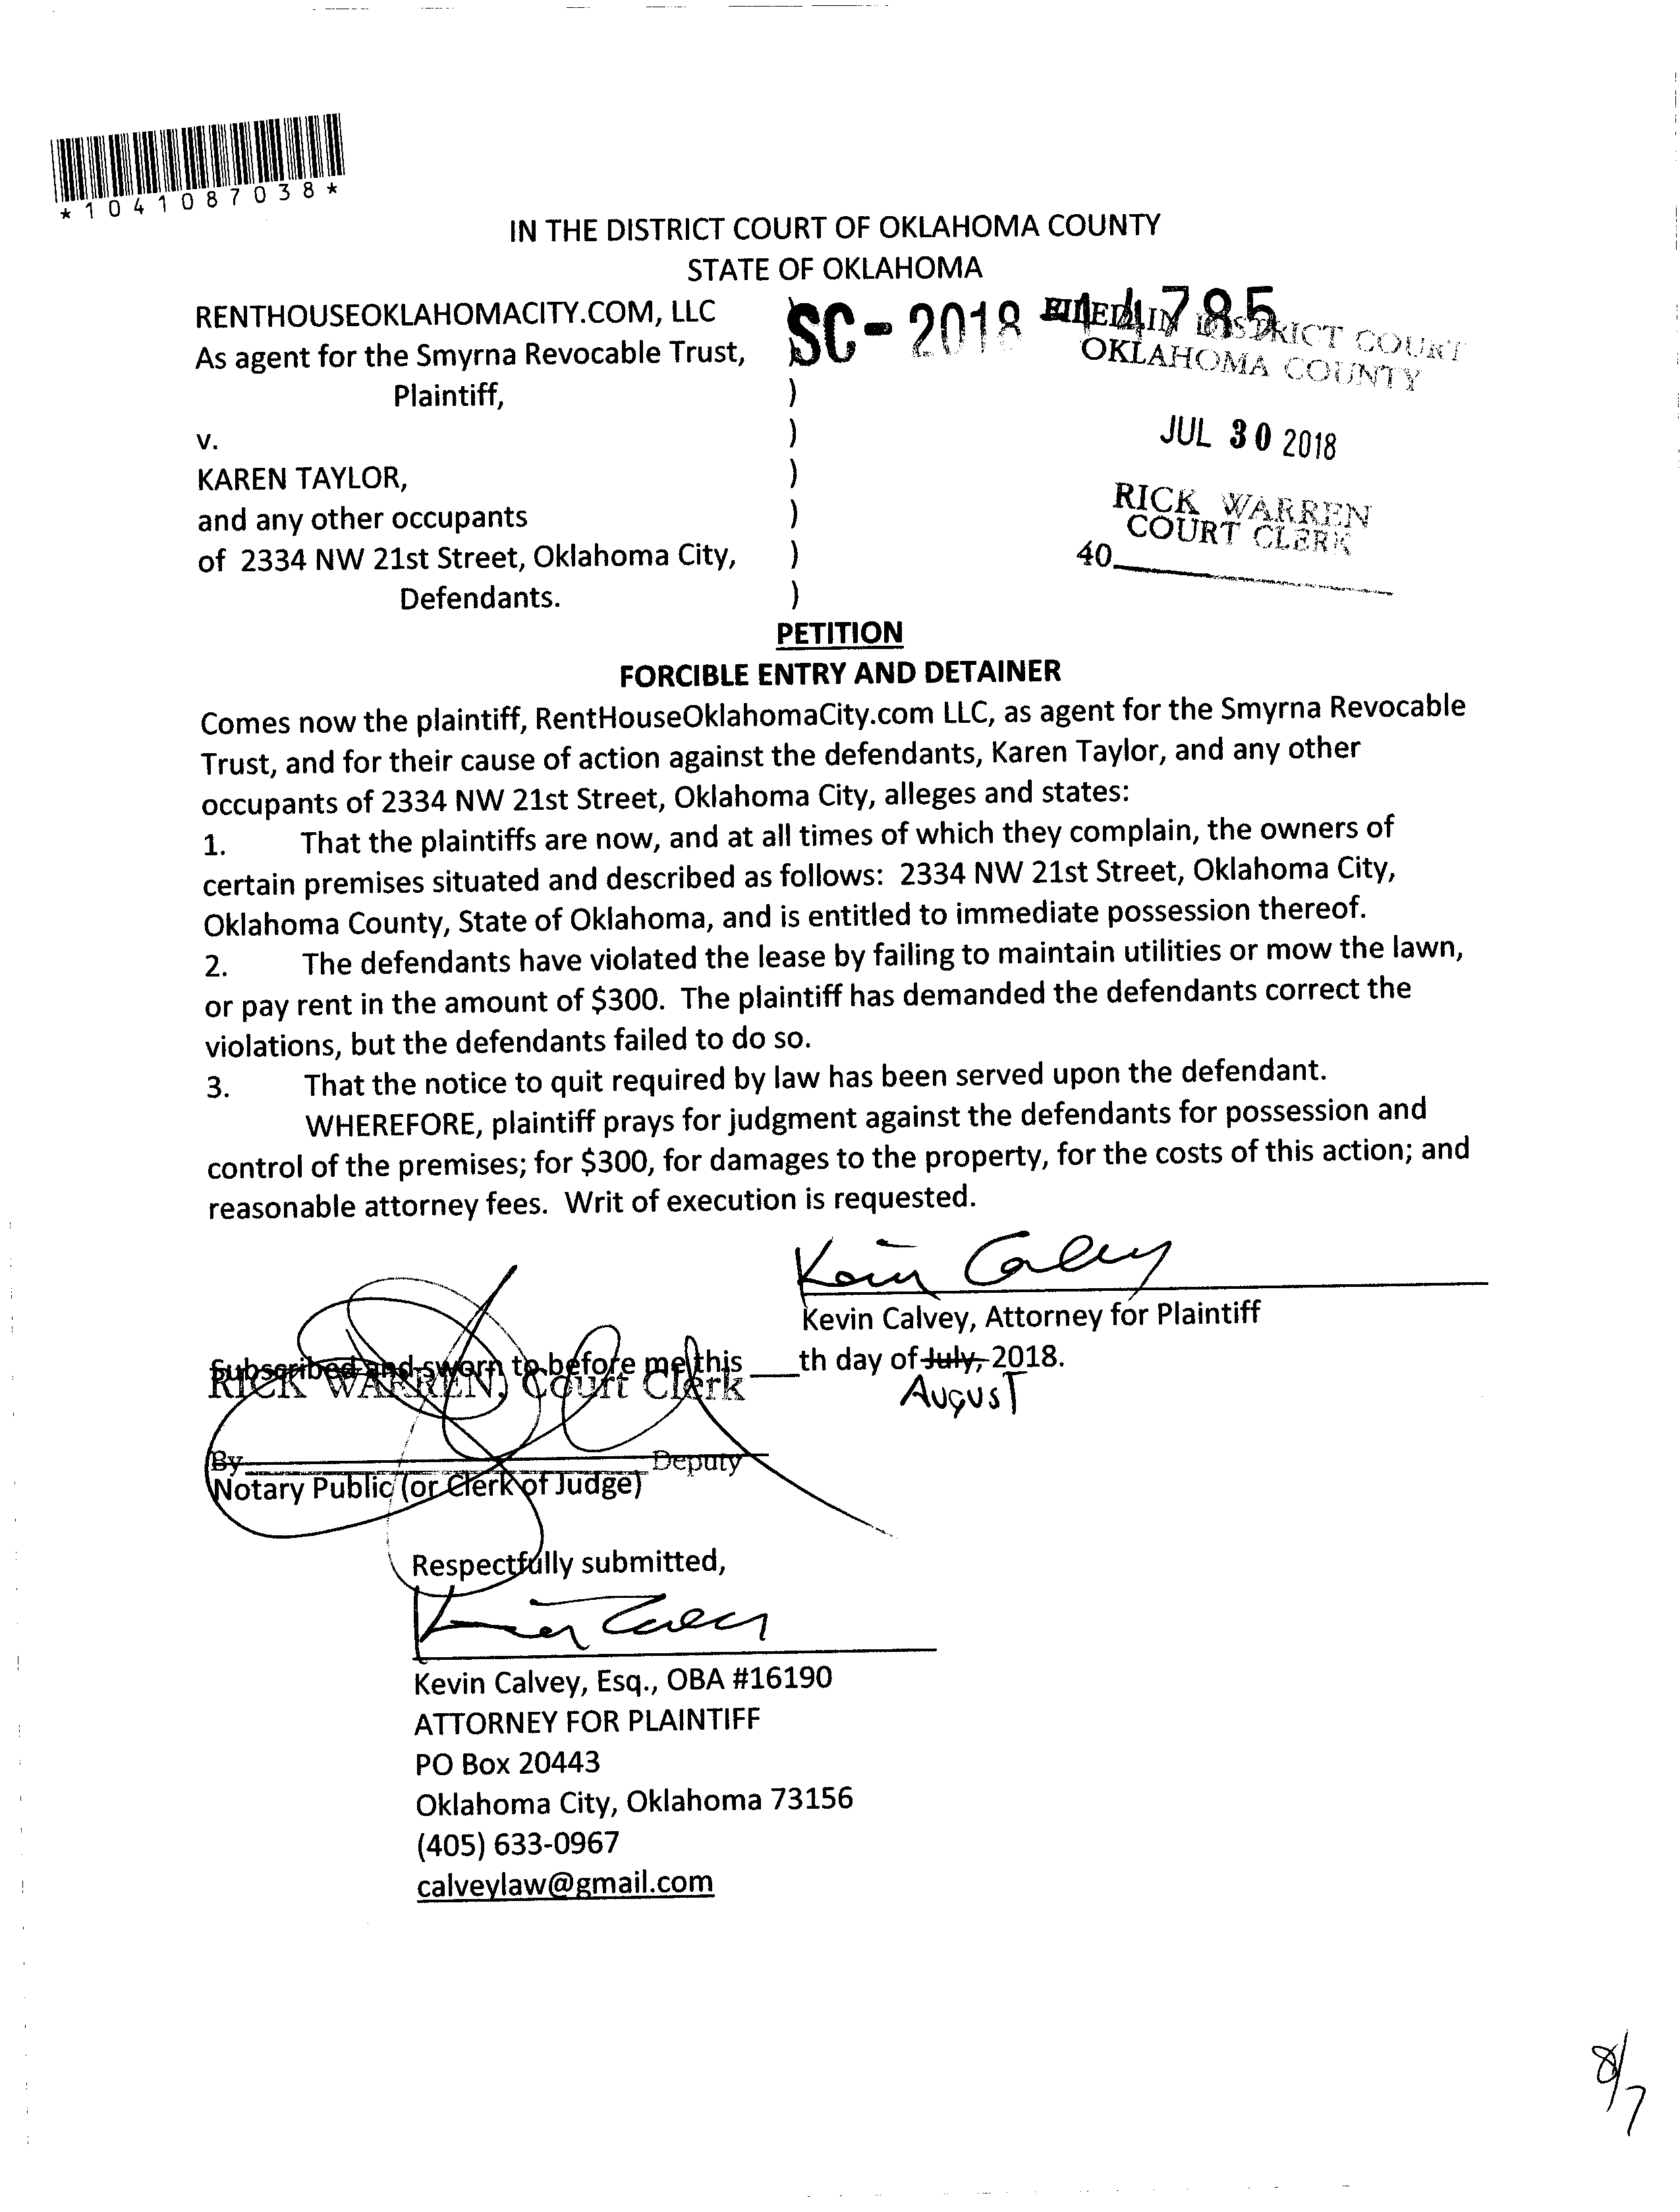 *1041087038*
IN THE DISTRICT COURT OF OKLAHOMA COUNTY
STATE OF OKLAHOMA
RENTHOUSEOKLAHOMACITY.COM, LLC )
SC-2018-14785
FILED IN DISTRICT COURT
OKLAHOMA COUNTY
As agent for the Smyrna Revocable Trust, )
Plaintiff, )
v. )
JUL 30 2018
KAREN TAYLOR, )
and any other occupants )
RICK WARREN
COURT CLERK
of 2334 NW 21st Street, Oklahoma City, )
40
Defendants. )
PETITION
FORCIBLE ENTRY AND DETAINER
Comes now the plaintiff, RentHouseOklahomaCity.com LLC, as agent for the Smyrna Revocable
Trust, and for their cause of action against the defendants, Karen Taylor, and any other
occupants of 2334 NW 21st Street, Oklahoma City, alleges and states:
1. That the plaintiffs are now, and at all times of which they complain, the owners of
certain premises situated and described as follows: 2334 NW 21st Street, Oklahoma City,
Oklahoma County, State of Oklahoma, and is entitled to immediate possession thereof.
2. The defendants have violated the lease by failing to maintain utilities or mow the lawn,
or pay rent in the amount of $300. The plaintiff has demanded the defendants correct the
violations, but the defendants failed to do so.
3. That the notice to quit required by law has been served upon the defendant.
WHEREFORE, plaintiff prays for judgment against the defendants for possession and
control of the premises; for $300, for damages to the property, for the costs of this action; and
reasonable attorney fees. Writ of execution is requested.
Kevin Calvey
Kevin Calvey, Attorney for Plaintiff
Subscribed and sworn to before me this ___th day of July, 2018.
AUGUST
RICK WARREN, Court Clerk
By Deputy
Notary Public (or Clerk of Judge)
Respectfully submitted,
Kevin Calvey
Kevin Calvey, Esq., OBA #16190
ATTORNEY FOR PLAINTIFF
PO Box 20443
Oklahoma City, Oklahoma 73156
(405) 633-0967
calveylaw@gmail.com
8/7